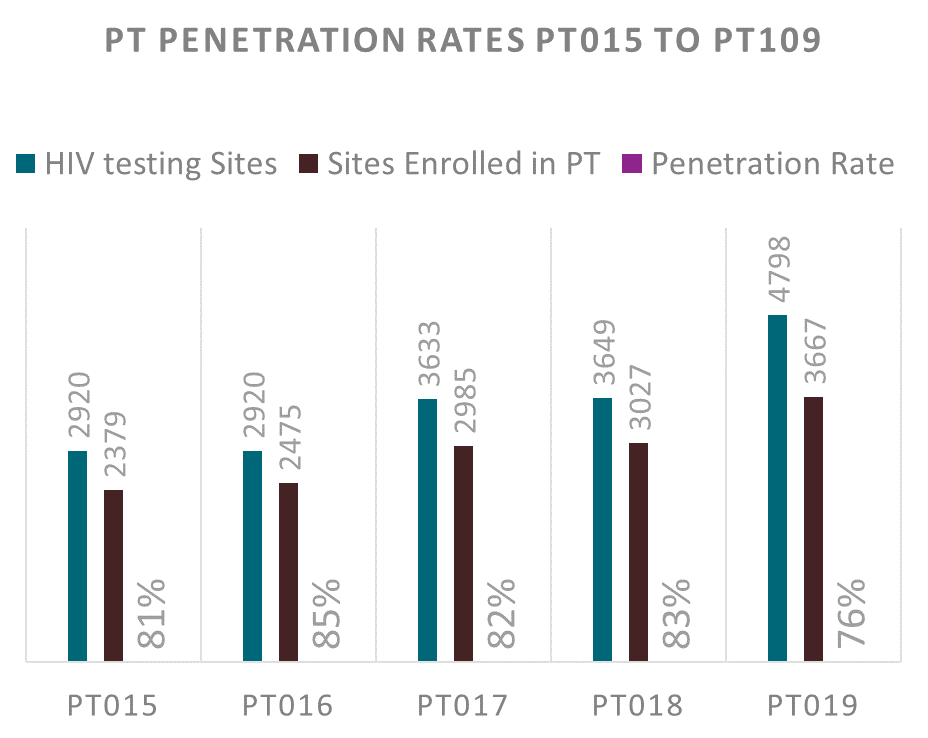 PT PENETRATION RATES PT015 TO PT109
HIV testing Sites Sites Enrolled in PT Penetration Rate
2920 2379 81%
2920 2475 85%
3633 2985 82%
3649 3027 83%
4798 3667 76%
PT015 PT016 PT017 PT018 PT019